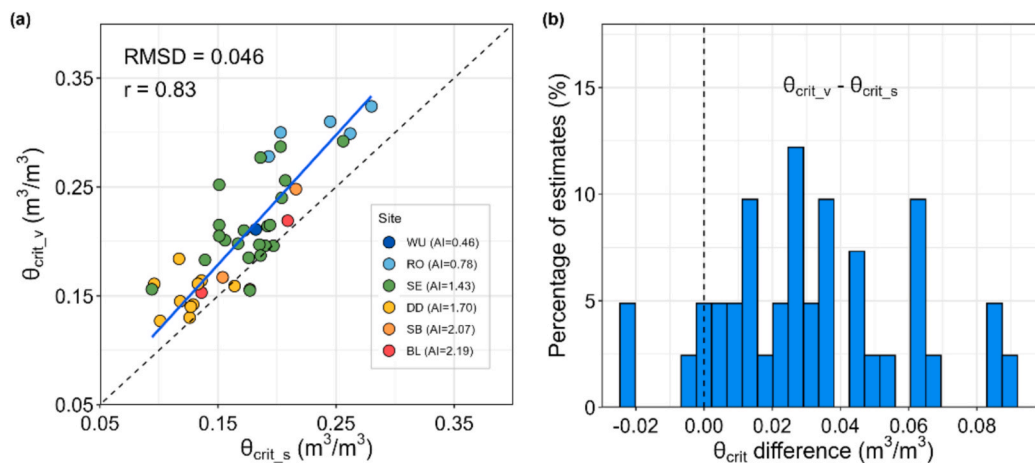 (a)
RMSD = 0.046
r = 0.83
θcrit_v (m³/m³)
0.35
0.25
0.15
0.05
Site
WU (AI=0.46)
RO (AI=0.78)
SE (AI=1.43)
DD (AI=1.70)
SB (AI=2.07)
BL (AI=2.19)
0.05 0.15 0.25 0.35
θcrit_s (m³/m³)
(b)
θcrit_v - θcrit_s
Percentage of estimates (%)
15
10
5
0
-0.02 0.00 0.02 0.04 0.06 0.08
θcrit difference (m³/m³)